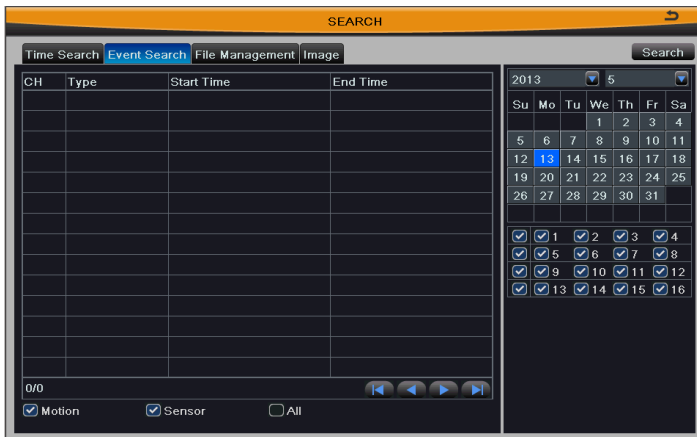 SEARCH
Time Search Event Search File Management Image Search
CH Type Start Time End Time
2013 5
Su Mo Tu We Th Fr Sa
1 2 3 4
5 6 7 8 9 10 11
12 13 14 15 16 17 18
19 20 21 22 23 24 25
26 27 28 29 30 31
1 2 3 4
5 6 7 8
9 10 11 12
13 14 15 16
0/0
Motion Sensor All